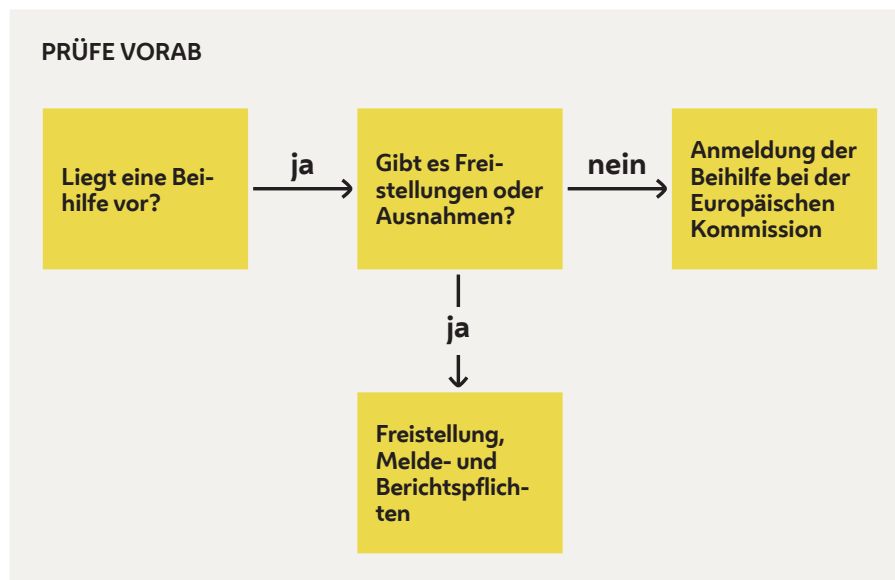 PRÜFE VORAB
Liegt eine Bei-
hilfe vor?
ja
Gibt es Frei-
stellungen oder
Ausnahmen?
nein
Anmeldung der
Beihilfe bei der
Europäischen
Kommission
ja
Freistellung,
Melde- und
Berichtspflich-
ten